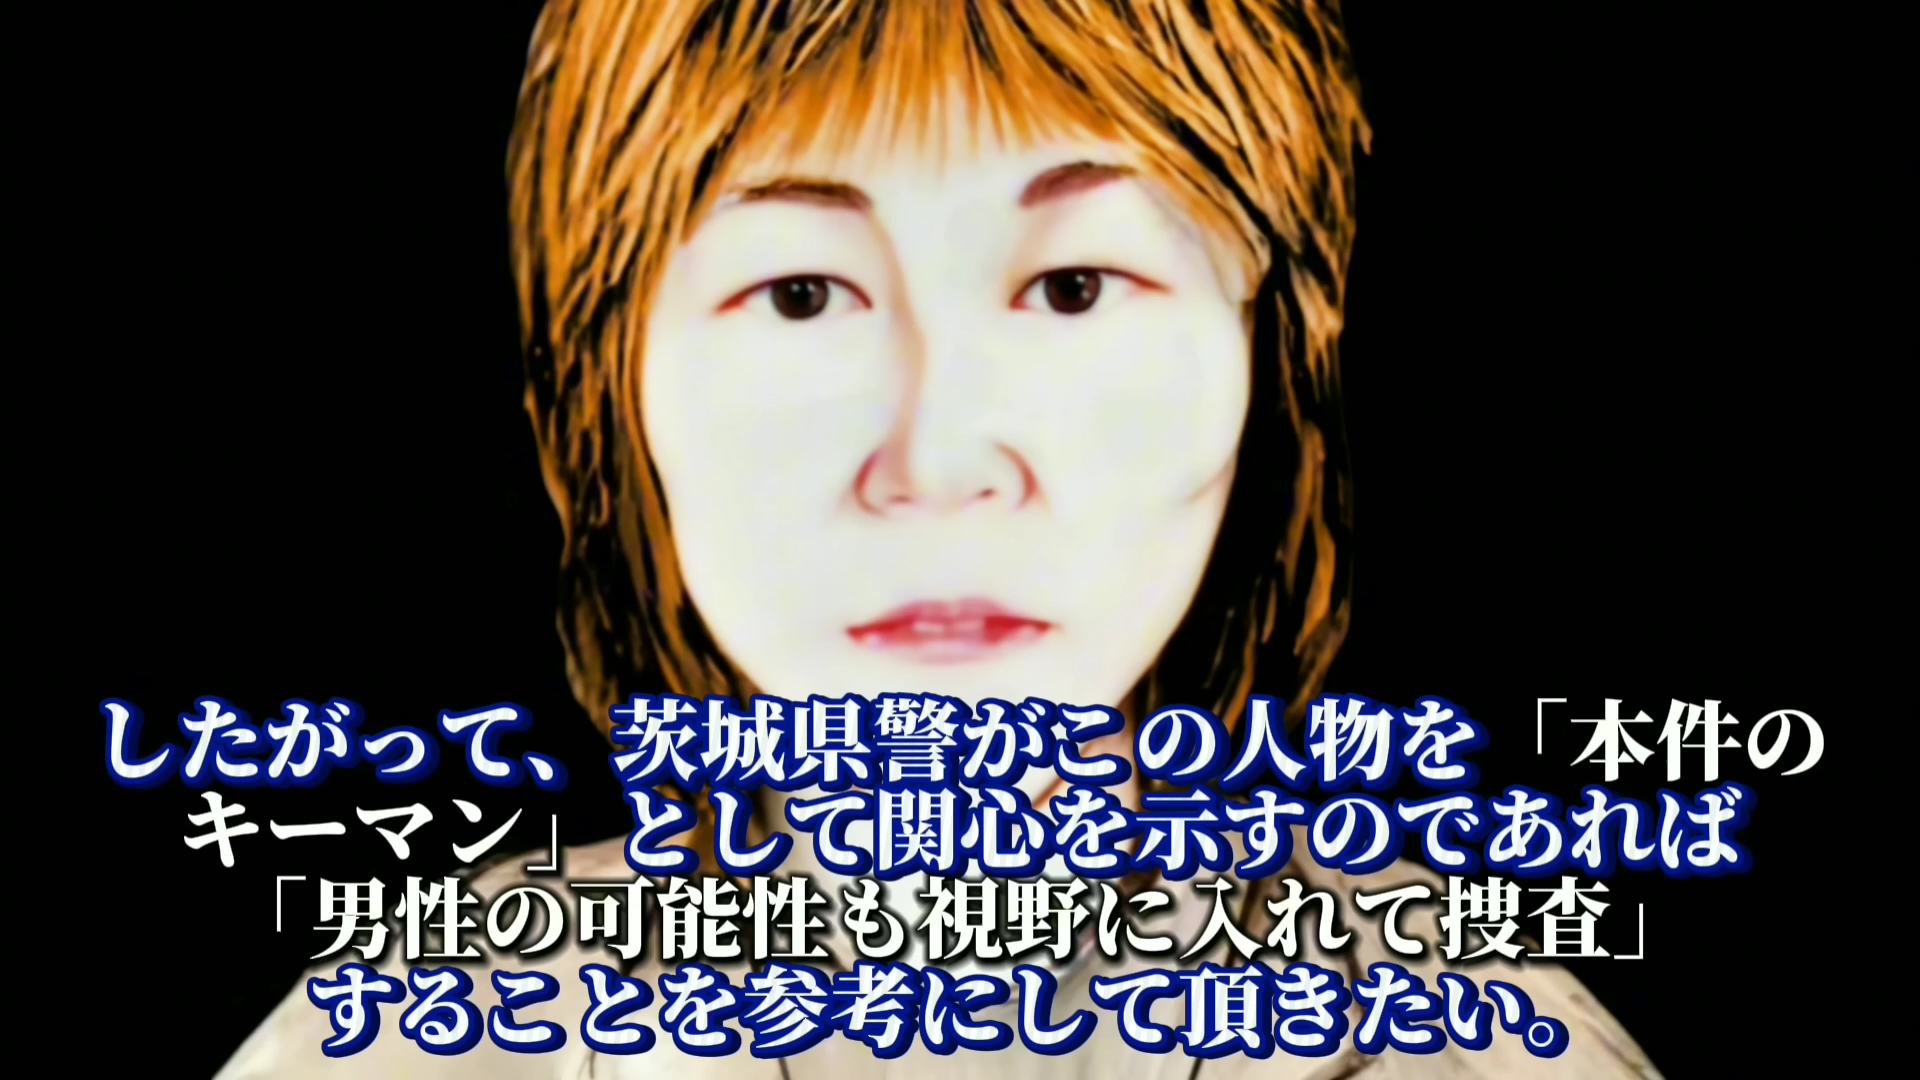 したがって、茨城県警がこの人物を「本件の
キーマン」として関心を示すのであれば
「男性の可能性も視野に入れて捜査」
することを参考にして頂きたい。